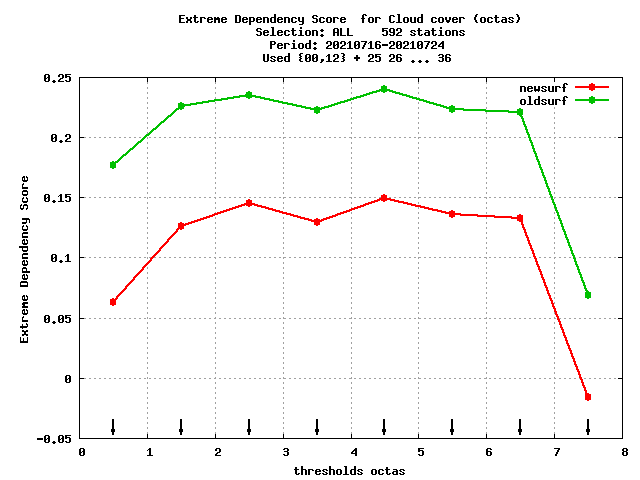 Extreme Dependency Score  for Cloud cover (octas)
Selection: ALL    592 stations
Period: 20210716-20210724
Used {00,12} + 25 26 ... 36
0.25
newsurf
oldsurf
0.2
0.15
0.1
0.05
0
-0.05
Extreme Dependency Score
0 1 2 3 4 5 6 7 8
thresholds octas